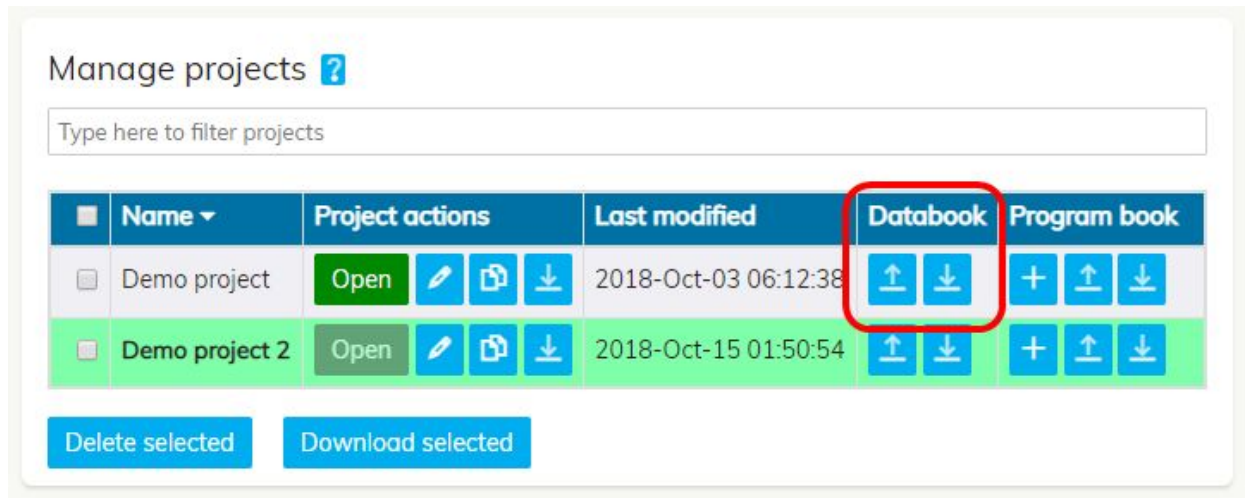 Manage projects ?
Type here to filter projects
Name Project actions Last modified Databook Program book
Demo project Open 2018-Oct-03 06:12:38
Demo project 2 Open 2018-Oct-15 01:50:54
Delete selected Download selected